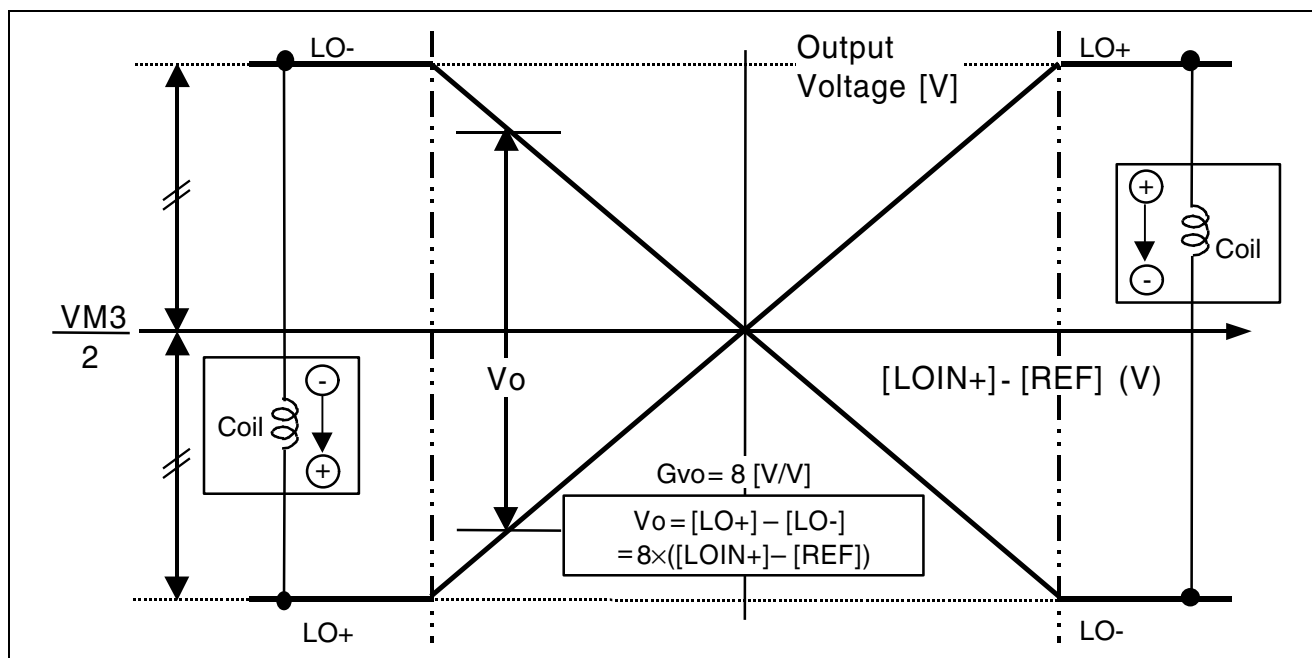 LO-
Output
Voltage [V]
LO+
+
-
Coil
VM3
2
Vo
[LOIN+] - [REF] (V)
Coil
-
+
Gvo = 8 [V/V]
Vo = [LO+] – [LO-]
= 8×([LOIN+] – [REF])
LO+
LO-